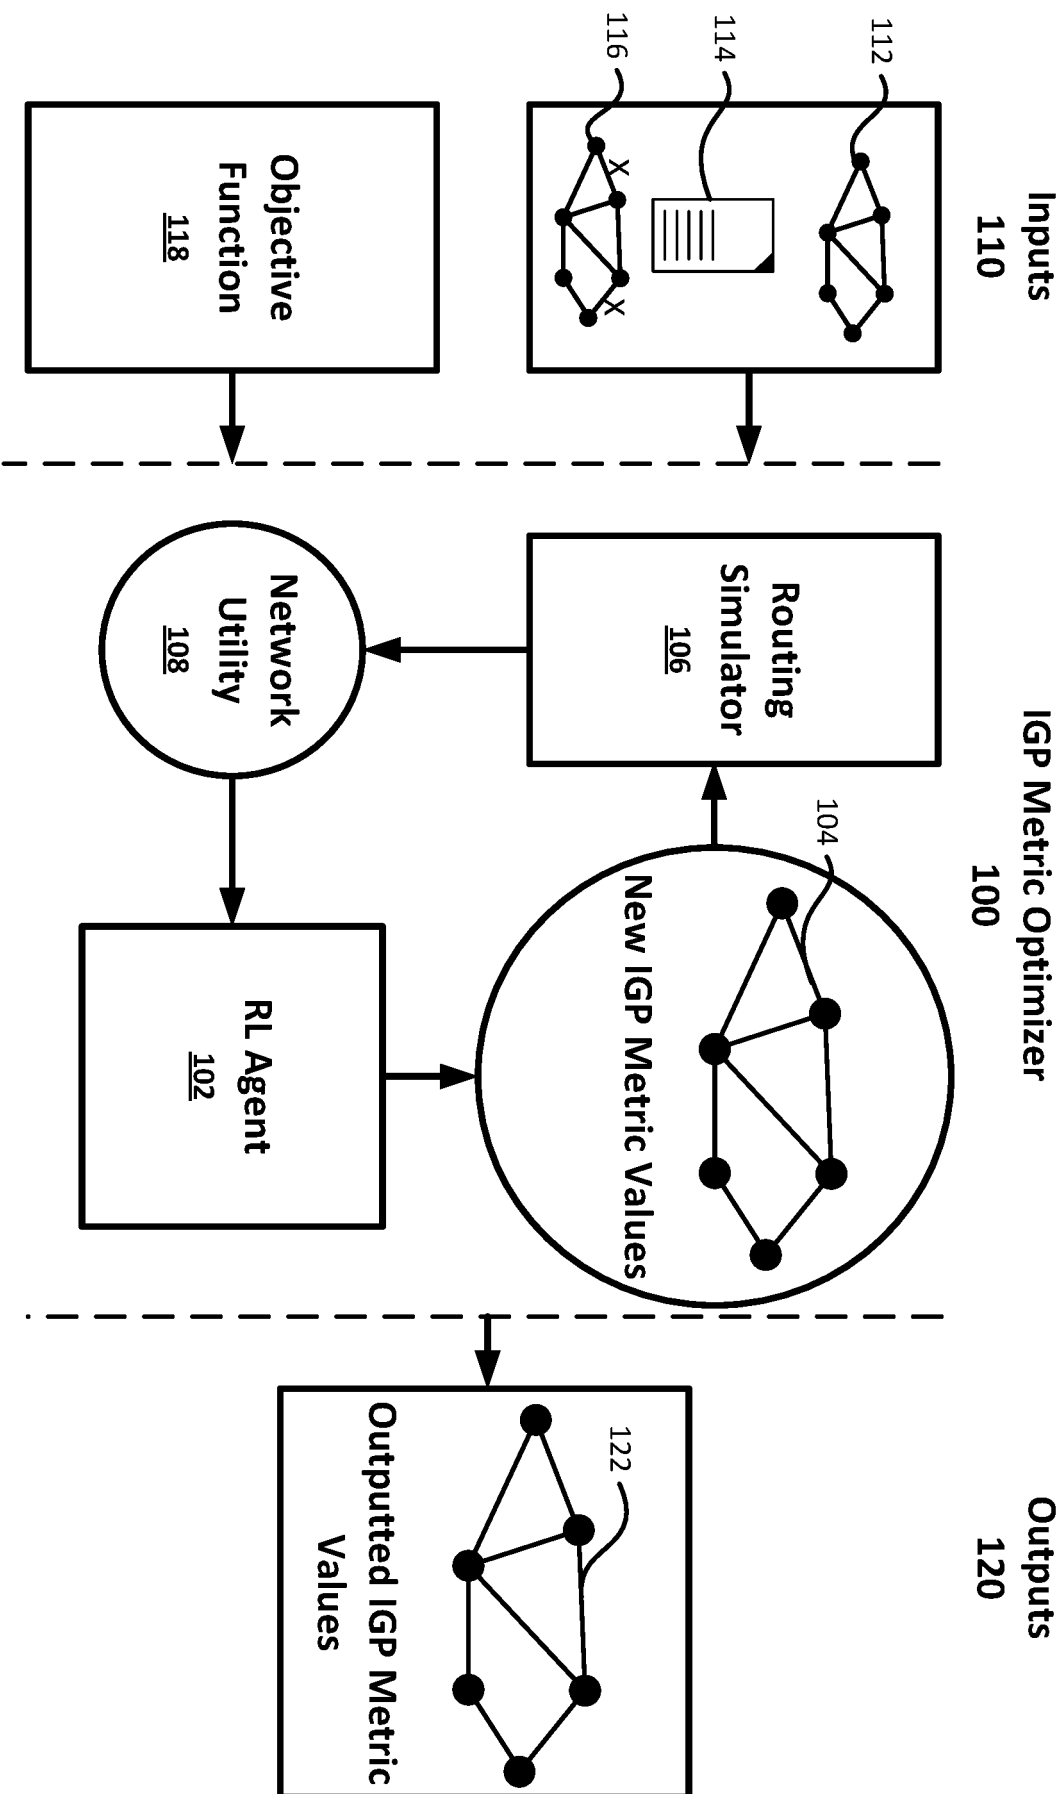 Inputs
110
IGP Metric Optimizer
100
Outputs
120
112
114
116
Objective
Function
118
Routing
Simulator
106
Network
Utility
108
104
New IGP Metric Values
RL Agent
102
122
Outputted IGP Metric
Values
X
X